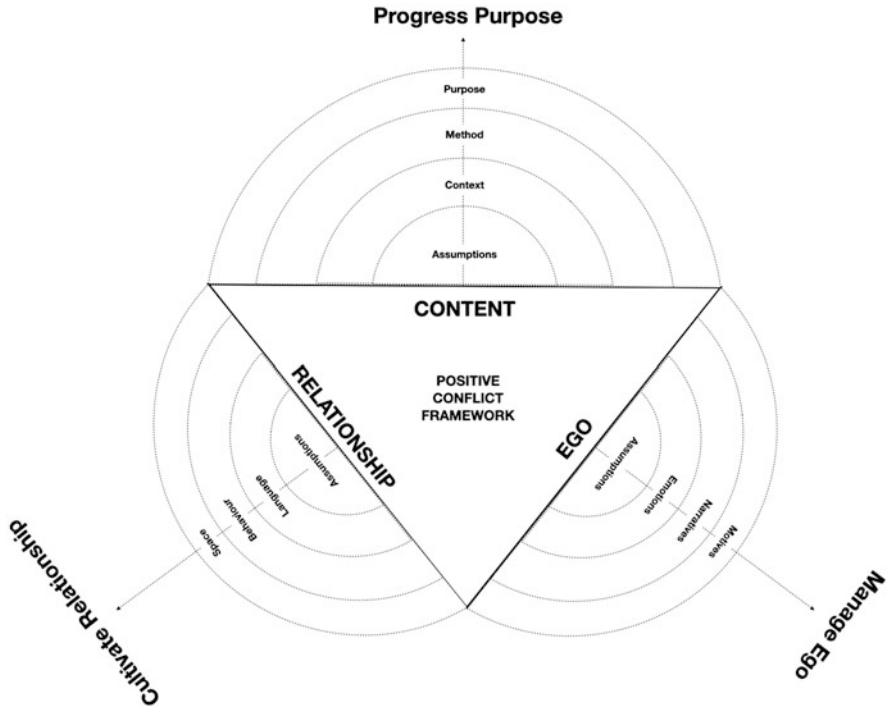 Progress Purpose
Purpose
Method
Context
Assumptions
CONTENT
POSITIVE
CONFLICT
FRAMEWORK
RELATIONSHIP
Assumptions
Language
Behaviour
Space
Cultivate Relationship
EGO
Assumptions
Emotions
Narratives
Motives
Manage Ego